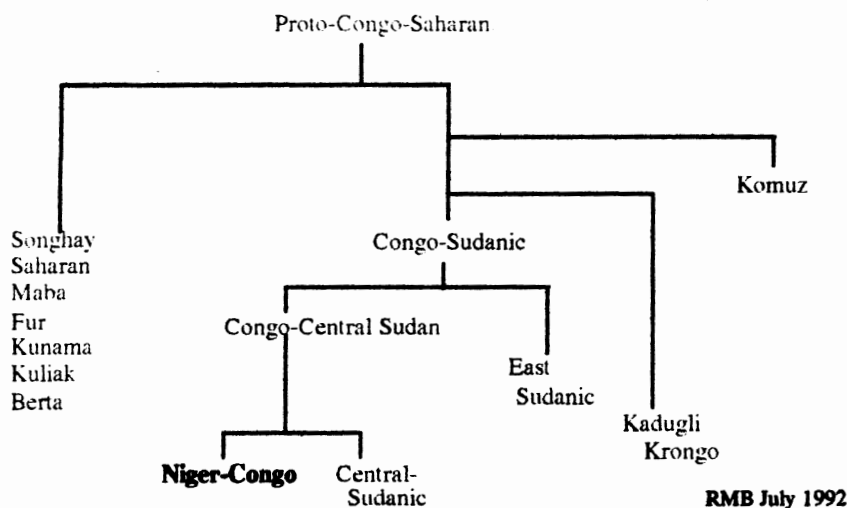 Proto-Congo-Saharan
Komuz
Songhay
Saharan
Maba
Fur
Kunama
Kuliak
Berta
Congo-Sudanic
Congo-Central Sudan
East
Sudanic
Kadugli
Krongo
Niger-Congo
Central-
Sudanic
RMB July 1992